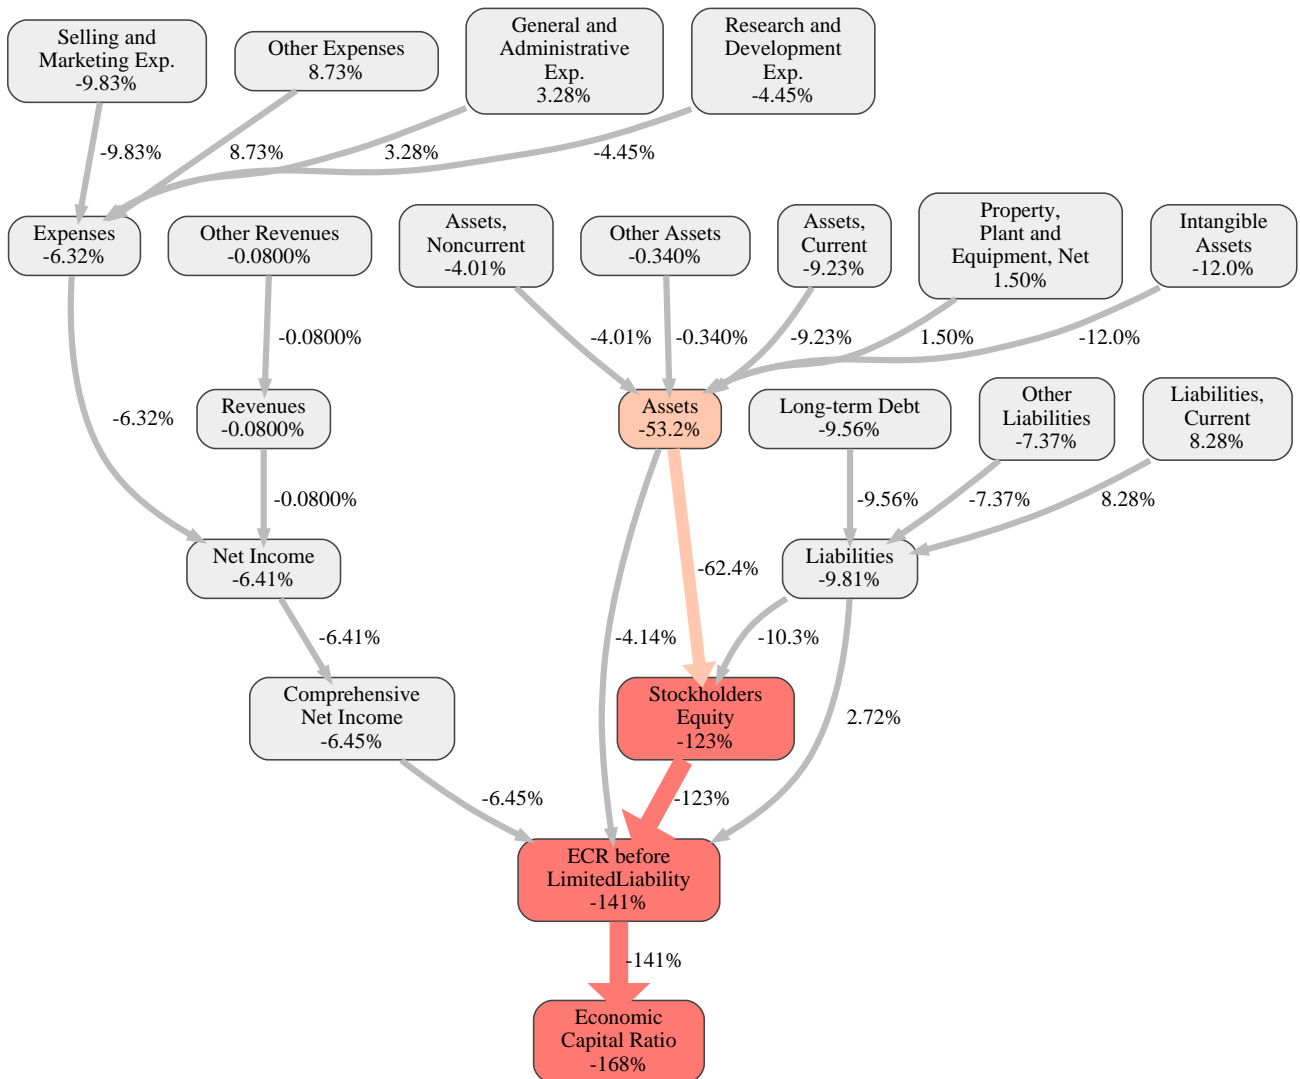 Selling and
Marketing Exp.
-9.83%
Other Expenses
8.73%
General and
Administrative
Exp.
3.28%
Research and
Development
Exp.
-4.45%
-9.83%
8.73%
3.28%
-4.45%
Expenses
-6.32%
Other Revenues
-0.0800%
Assets,
Noncurrent
-4.01%
Other Assets
-0.340%
Assets,
Current
-9.23%
Property,
Plant and
Equipment, Net
1.50%
Intangible
Assets
-12.0%
-0.0800%
-4.01%
-0.340%
-9.23%
1.50%
-12.0%
-6.32%
Revenues
-0.0800%
Assets
-53.2%
Long-term Debt
-9.56%
Other
Liabilities
-7.37%
Liabilities,
Current
8.28%
-0.0800%
-9.56%
-7.37%
8.28%
Net Income
-6.41%
-62.4%
Liabilities
-9.81%
-6.41%
-4.14%
-10.3%
Comprehensive
Net Income
-6.45%
Stockholders
Equity
-123%
2.72%
-6.45%
-123%
ECR before
LimitedLiability
-141%
-141%
Economic
Capital Ratio
-168%